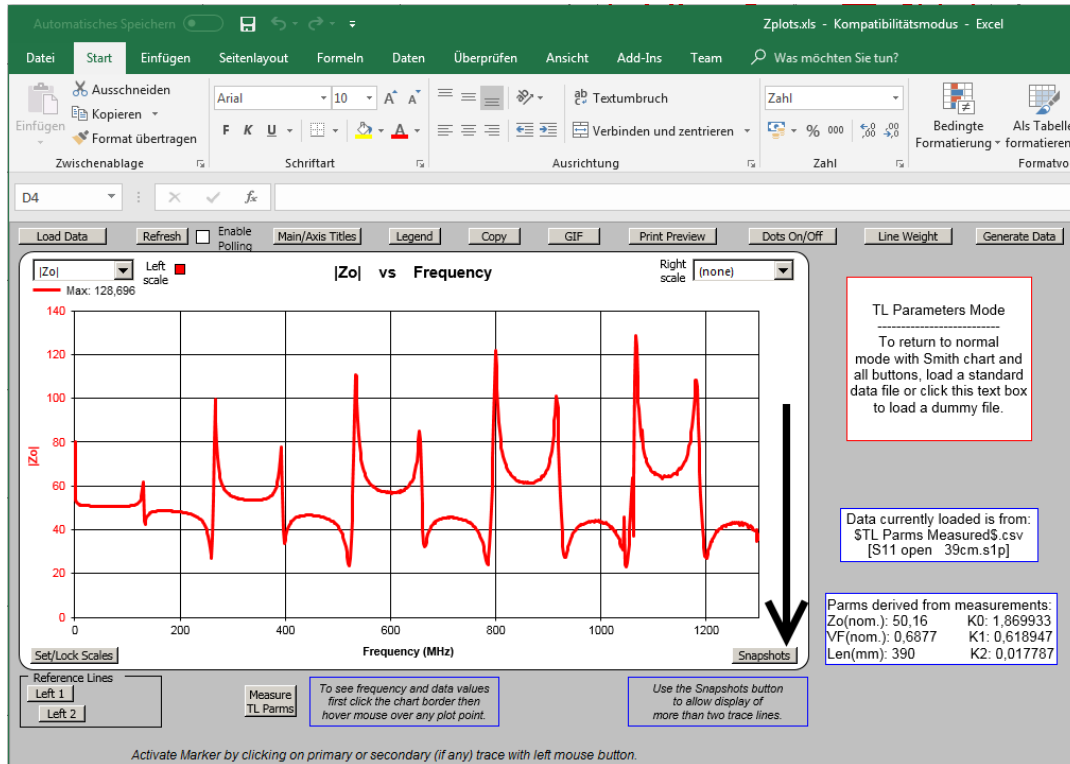 Automatisches Speichern
Zplots.xls - Kompatibilitätsmodus - Excel
Datei Start Einfügen Seitenlayout Formeln Daten Überprüfen Ansicht Add-Ins Team Was möchten Sie tun?
Einfügen
Ausschneiden
Kopieren
Format übertragen
Zwischenablage
Arial 10
F K U
Schriftart
Textumbruch
Verbinden und zentrieren
Ausrichtung
Zahl
% 000
Zahl
Bedingte
Formatierung
Als Tabelle
formatieren
Formatvo
D4 fx
Load Data Refresh Enable Polling Main/Axis Titles Legend Copy GIF Print Preview Dots On/Off Line Weight Generate Data
|Zo| Left scale |Zo| vs Frequency Right scale (none)
Max: 128,696
140
120
100
80
60
40
20
0
|Zo|
0 200 400 600 800 1000 1200
Frequency (MHz)
Set/Lock Scales
Snapshots
TL Parameters Mode
--------------------------
To return to normal
mode with Smith chart and
all buttons, load a standard
data file or click this text box
to load a dummy file.
Data currently loaded is from:
$TL Parms Measured$.csv
[S11 open 39cm.s1p]
Parms derived from measurements:
Zo(nom.): 50,16 K0: 1,869933
VF(nom.): 0,6877 K1: 0,618947
Len(mm): 390 K2: 0,017787
Reference Lines
Left 1
Left 2
Measure
TL Parms
To see frequency and data values
first click the chart border then
hover mouse over any plot point.
Use the Snapshots button
to allow display of
more than two trace lines.
Activate Marker by clicking on primary or secondary (if any) trace with left mouse button.